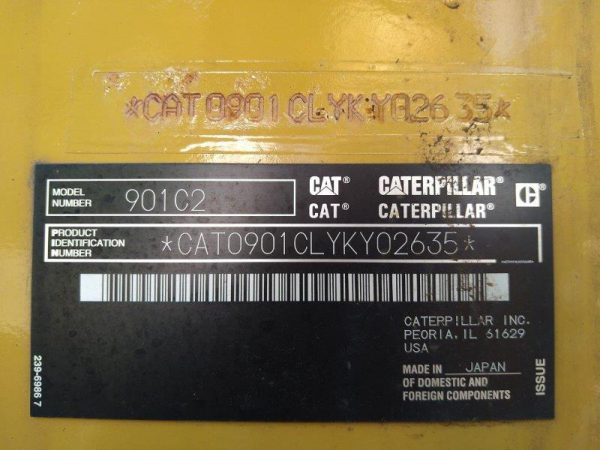 *CAT0901CLYKY02635*
MODEL NUMBER 901C2
CAT® CATERPILLAR® C®
CAT® CATERPILLAR®
PRODUCT IDENTIFICATION NUMBER *CAT0901CLYKY02635*
CATERPILLAR INC.
PEORIA, IL 61629
USA
MADE IN JAPAN
OF DOMESTIC AND
FOREIGN COMPONENTS
ISSUE
239-6986 7